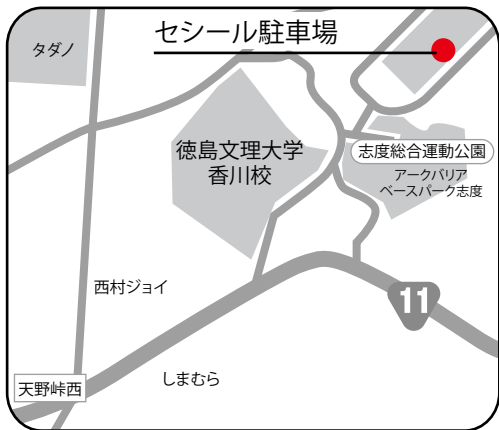 セシール駐車場
タダノ
徳島文理大学
香川校
志度総合運動公園
アークバリア
ベースパーク志度
西村ジョイ
11
しまむら
天野峠西